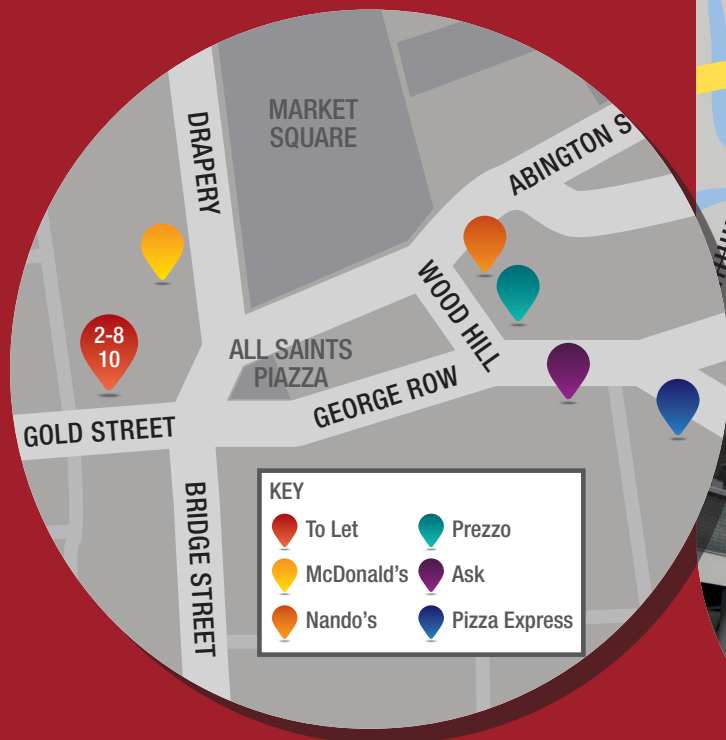 DRAPERY
MARKET
SQUARE
ABINGTON S
WOOD HILL
2-8
10
ALL SAINTS
PIAZZA
GEORGE ROW
GOLD STREET
BRIDGE STREET
KEY
To Let
Prezzo
McDonald's
Ask
Nando's
Pizza Express